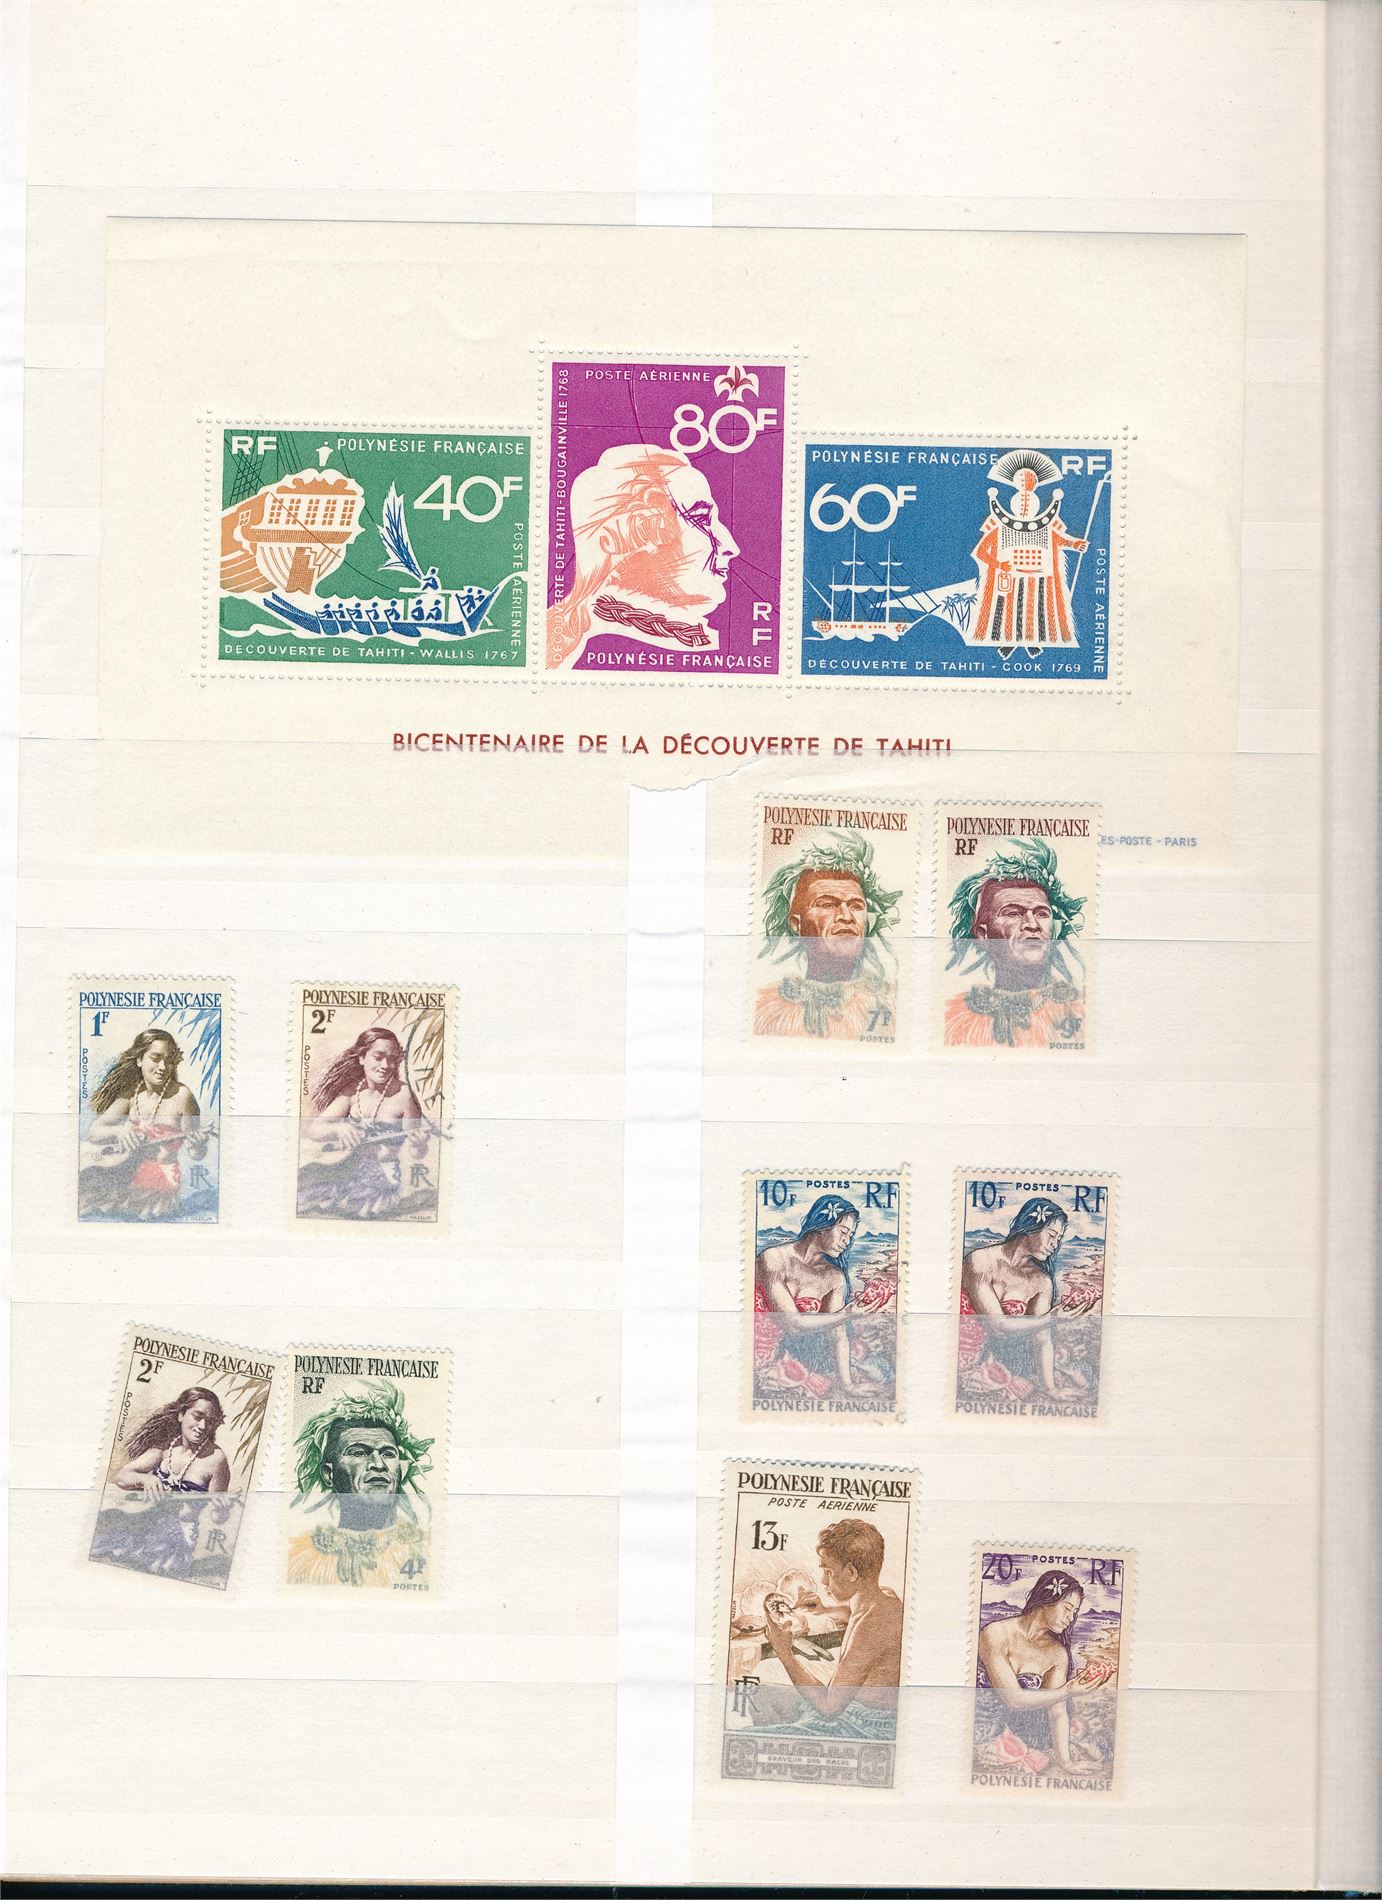 RF
POLYNÉSIE FRANÇAISE
40F
POSTE AÉRIENNE
DÉCOUVERTE DE TAHITI - WALLIS 1767
POSTE AÉRIENNE
80F
DÉCOUVERTE DE TAHITI-BOUGAINVILLE 1768
RF
POLYNÉSIE FRANÇAISE
POLYNÉSIE FRANÇAISE
RF
60F
POSTE AÉRIENNE
DÉCOUVERTE DE TAHITI - COOK 1769
BICENTENAIRE DE LA DÉCOUVERTE DE TAHITI
ES-POSTE - PARIS
POLYNESIE FRANÇAISE
RF
7F
POSTES
POLYNESIE FRANÇAISE
RF
9F
POSTES
POLYNESIE FRANÇAISE
1F
POSTES
RF
POLYNESIE FRANÇAISE
2F
POSTES
RF
10F
POSTES
RF
POLYNESIE FRANÇAISE
10F
POSTES
RF
POLYNESIE FRANÇAISE
POLYNESIE FRANÇAISE
2F
POSTES
RF
POLYNESIE FRANÇAISE
RF
4F
POSTES
POLYNESIE FRANÇAISE
POSTE AERIENNE
13F
RF
GRAVEUR SUR NACRE
20F
POSTES
RF
POLYNESIE FRANÇAISE